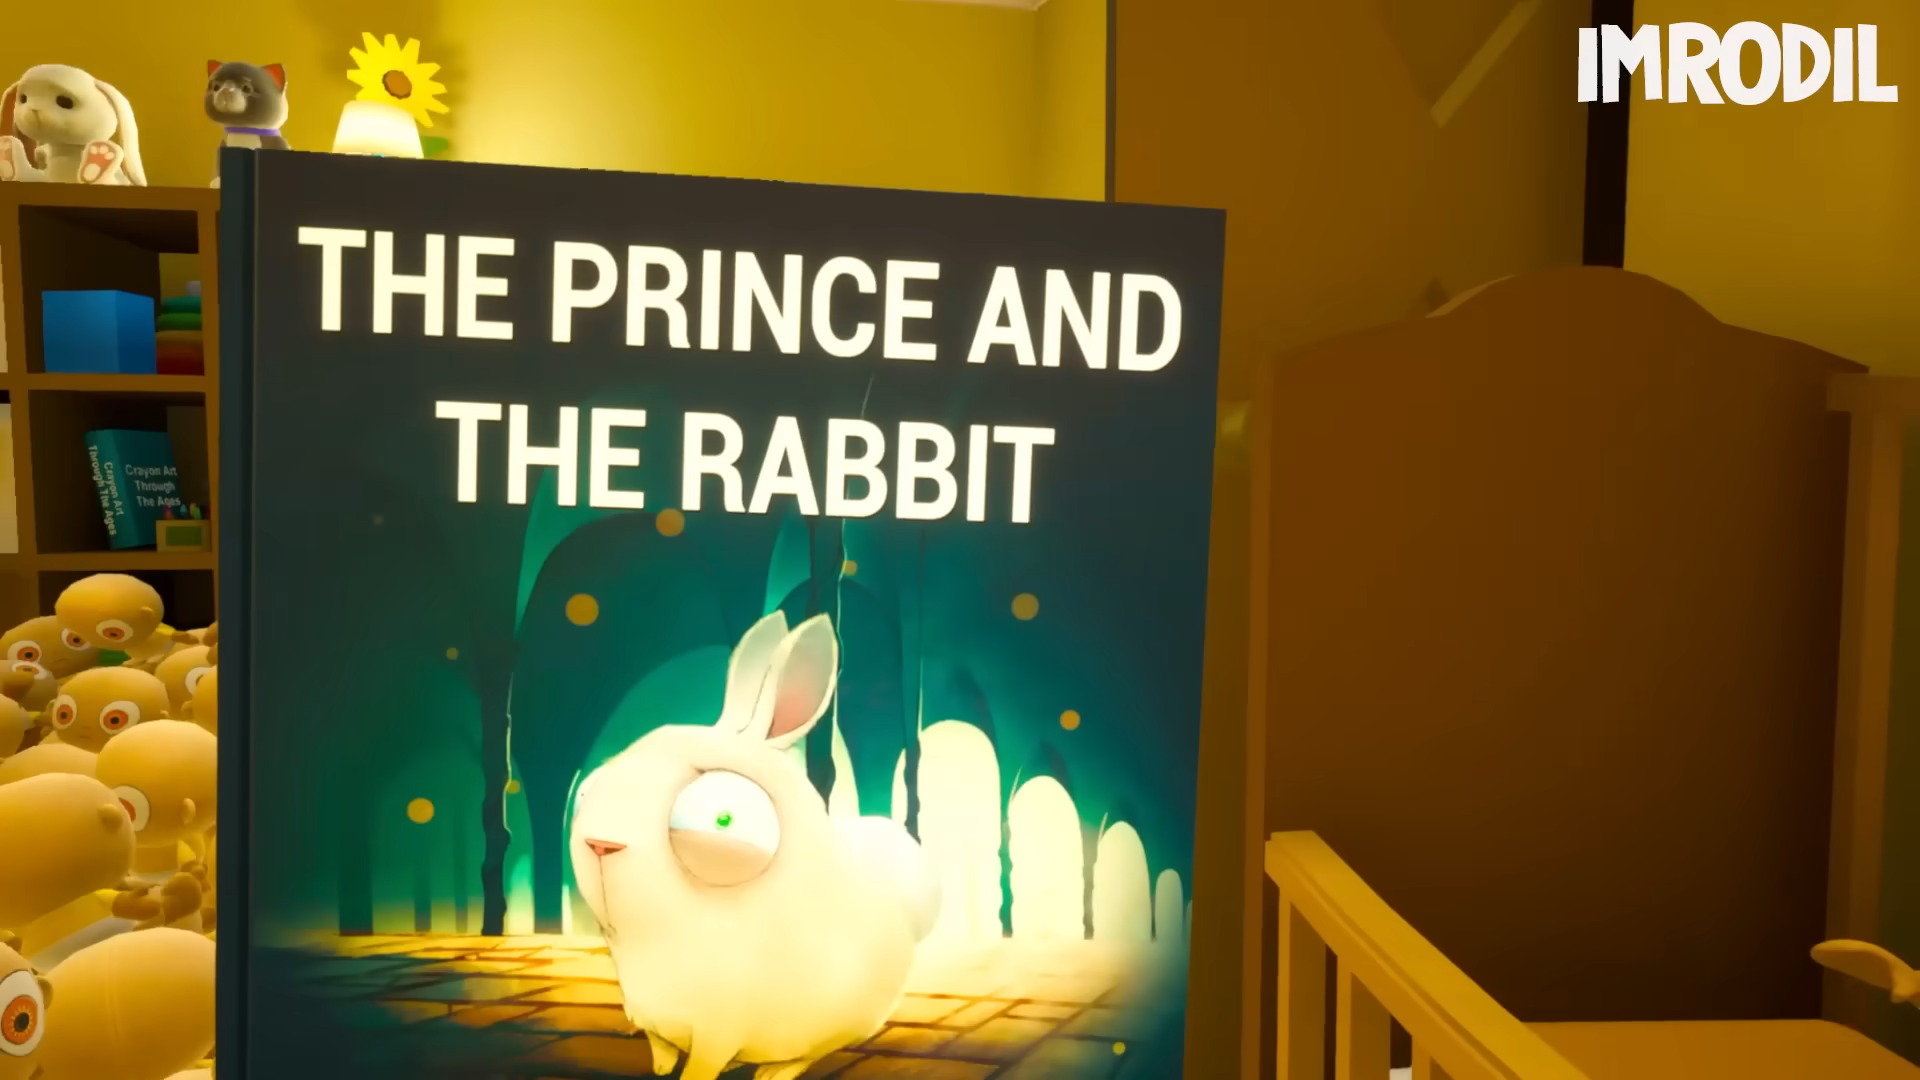 IMRODIL
THE PRINCE AND
THE RABBIT
Crayon Art
Through The Ages
Crayon Art
Through
The Ages